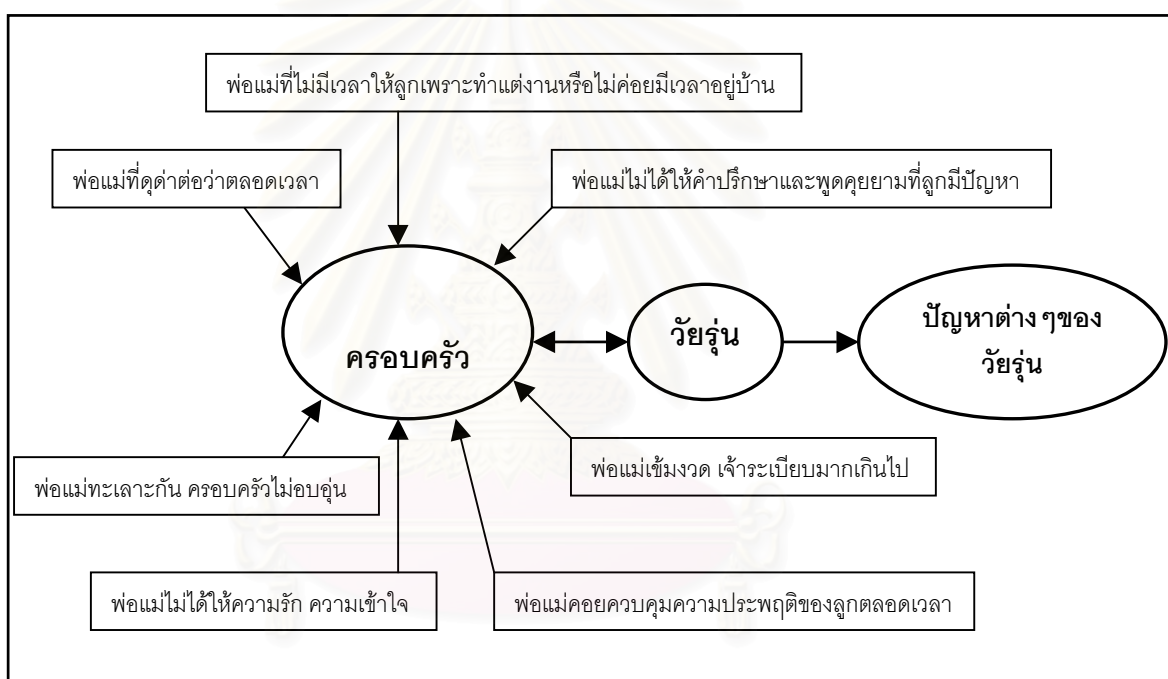 พ่อแม่ที่ไม่มีเวลาให้ลูกเพราะทำแต่งานหรือไม่ค่อยมีเวลาอยู่บ้าน
พ่อแม่ที่ดุด่าต่อว่าตลอดเวลา
พ่อแม่ไม่ได้ให้คำปรึกษาและพูดคุยยามที่ลูกมีปัญหา
ครอบครัว
วัยรุ่น
ปัญหาต่างๆของ
วัยรุ่น
พ่อแม่ทะเลาะกัน ครอบครัวไม่อบอุ่น
พ่อแม่เข้มงวด เจ้าระเบียบมากเกินไป
พ่อแม่ไม่ได้ให้ความรัก ความเข้าใจ
พ่อแม่คอยควบคุมความประพฤติของลูกตลอดเวลา